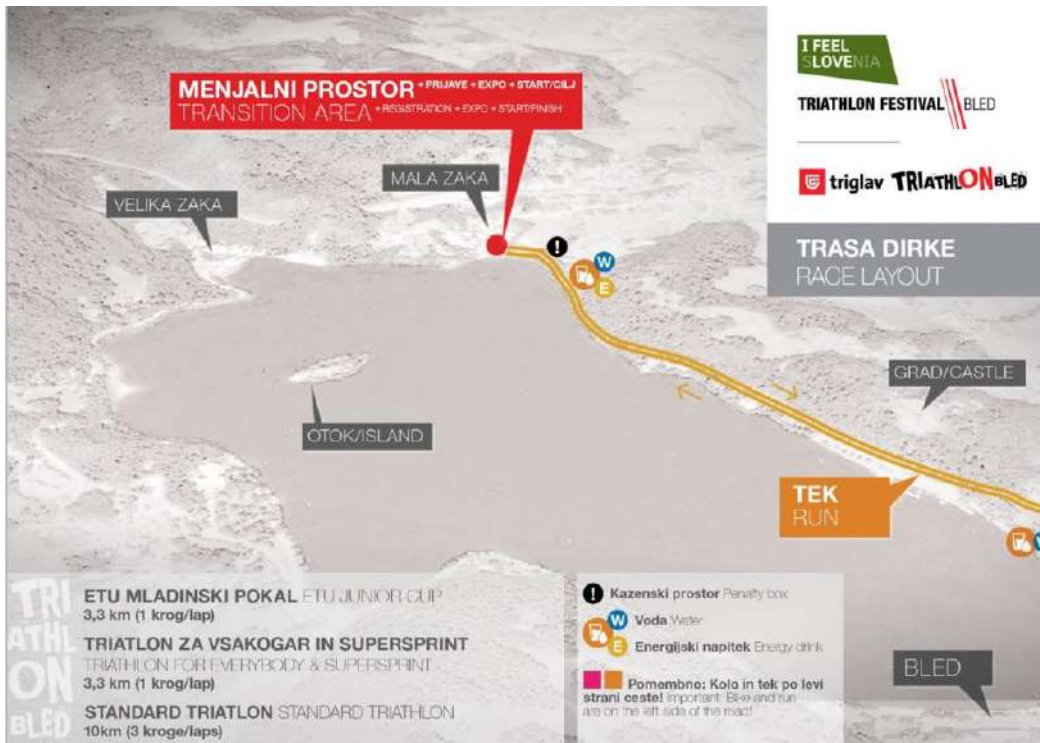 MENJALNI PROSTOR + PRIJAVE + EXPO + START/CILJ
TRANSITION AREA + REGISTRATION + EXPO + START/FINISH
MALA ZAKA
VELIKA ZAKA
OTOK/ISLAND
I FEEL
SLOVENIA
TRIATHLON FESTIVAL BLED
triglav TRIATHLON BLED
TRASA DIRKE
RACE LAYOUT
!
W
E
GRAD/CASTLE
TEK
RUN
W
BLED
TRI
ATHL
ON
BLED
ETU MLADINSKI POKAL ETU JUNIOR CUP
3,3 km (1 krog/lap)
TRIATLON ZA VSAKOGAR IN SUPERSPRINT
TRIATHLON FOR EVERYBODY & SUPERSPRINT
3,3 km (1 krog/lap)
STANDARD TRIATLON STANDARD TRIATHLON
10km (3 kroge/laps)
! Kazenski prostor Penalty box
W Voda Water
E Energijski napitek Energy drink
Pomembno: Kolo in tek po levi
strani ceste! Important: Bike and run
are on the left side of the road!